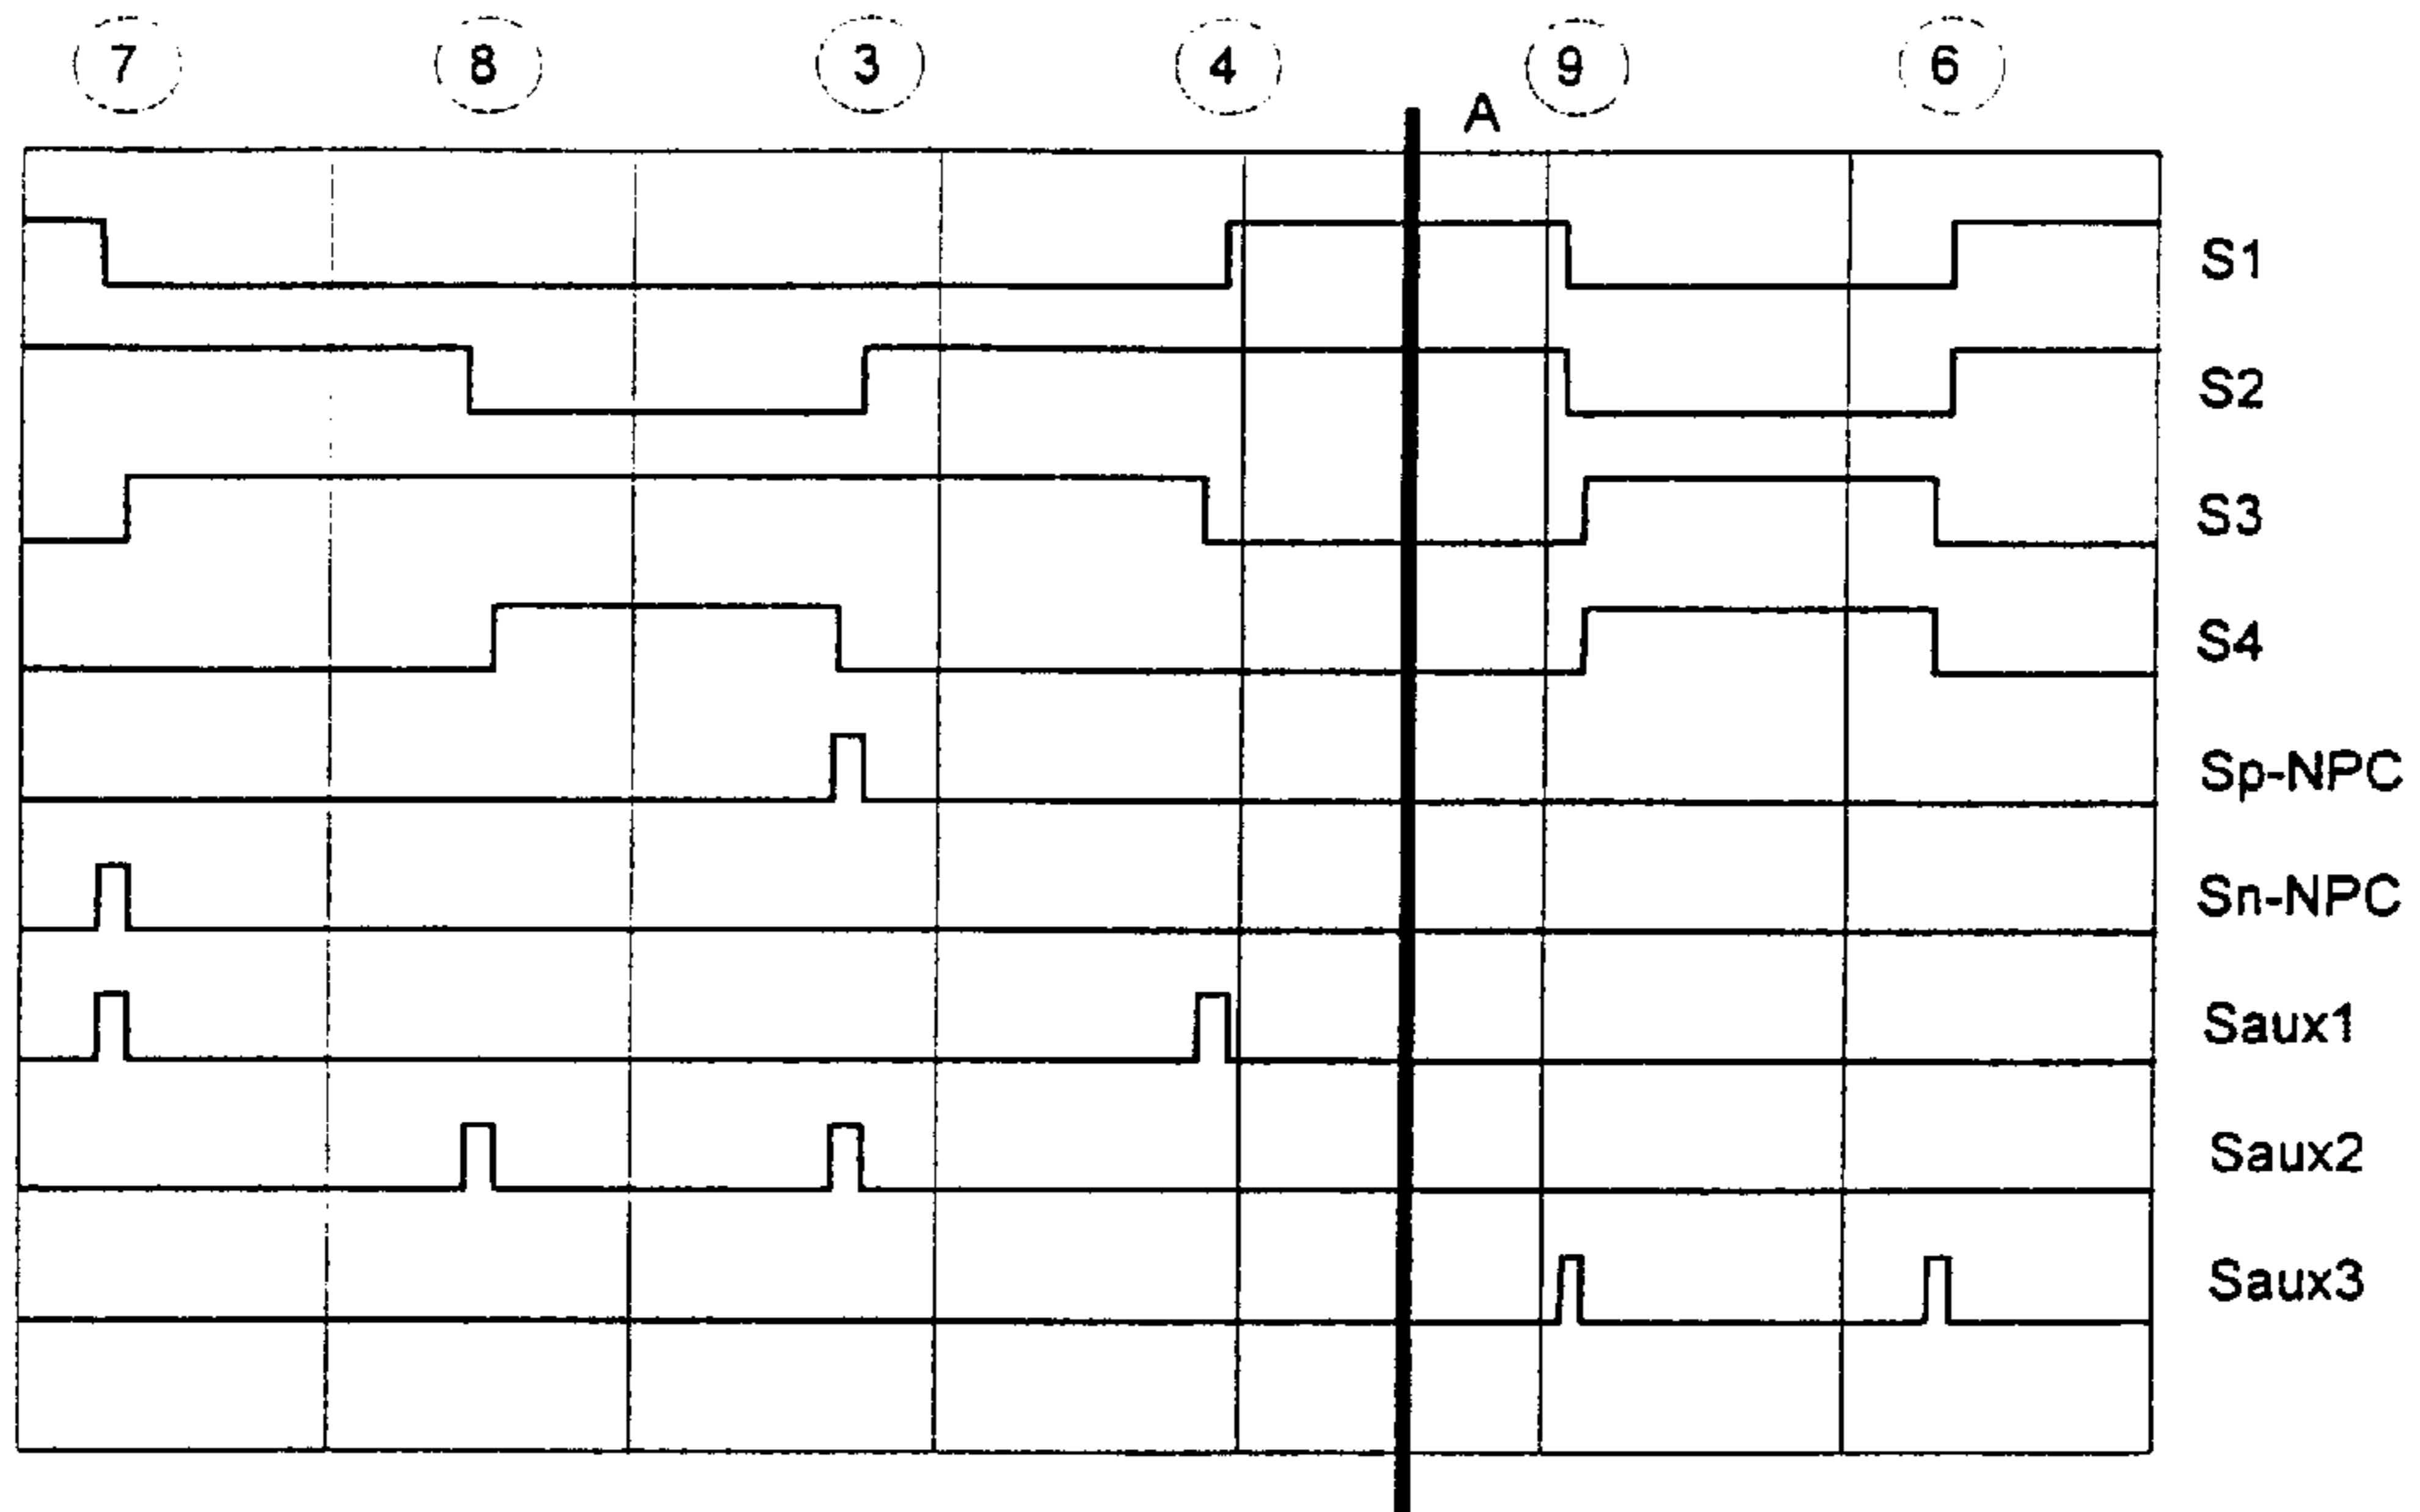 7 8 3 4 9 6
A
S1
S2
S3
S4
Sp-NPC
Sn-NPC
Saux1
Saux2
Saux3